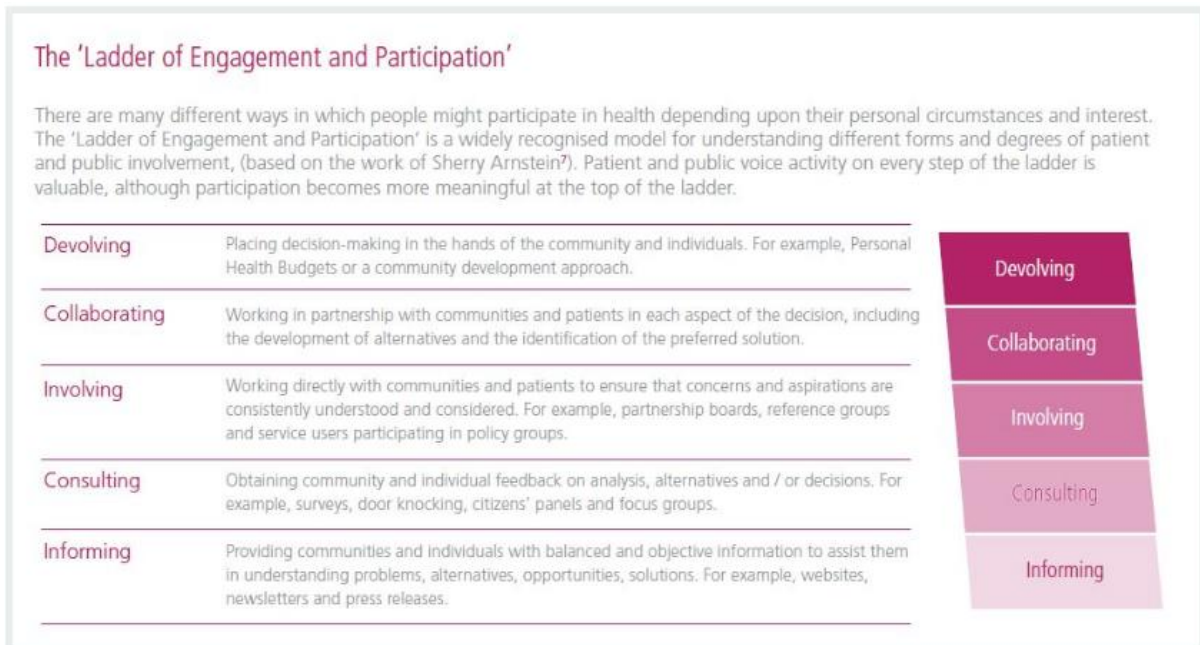 The 'Ladder of Engagement and Participation'
There are many different ways in which people might participate in health depending upon their personal circumstances and interest.
The 'Ladder of Engagement and Participation' is a widely recognised model for understanding different forms and degrees of patient
and public involvement, (based on the work of Sherry Arnstein⁷). Patient and public voice activity on every step of the ladder is
valuable, although participation becomes more meaningful at the top of the ladder.
Devolving
Placing decision-making in the hands of the community and individuals. For example, Personal
Health Budgets or a community development approach.
Collaborating
Working in partnership with communities and patients in each aspect of the decision, including
the development of alternatives and the identification of the preferred solution.
Involving
Working directly with communities and patients to ensure that concerns and aspirations are
consistently understood and considered. For example, partnership boards, reference groups
and service users participating in policy groups.
Consulting
Obtaining community and individual feedback on analysis, alternatives and / or decisions. For
example, surveys, door knocking, citizens' panels and focus groups.
Informing
Providing communities and individuals with balanced and objective information to assist them
in understanding problems, alternatives, opportunities, solutions. For example, websites,
newsletters and press releases.
Devolving
Collaborating
Involving
Consulting
Informing